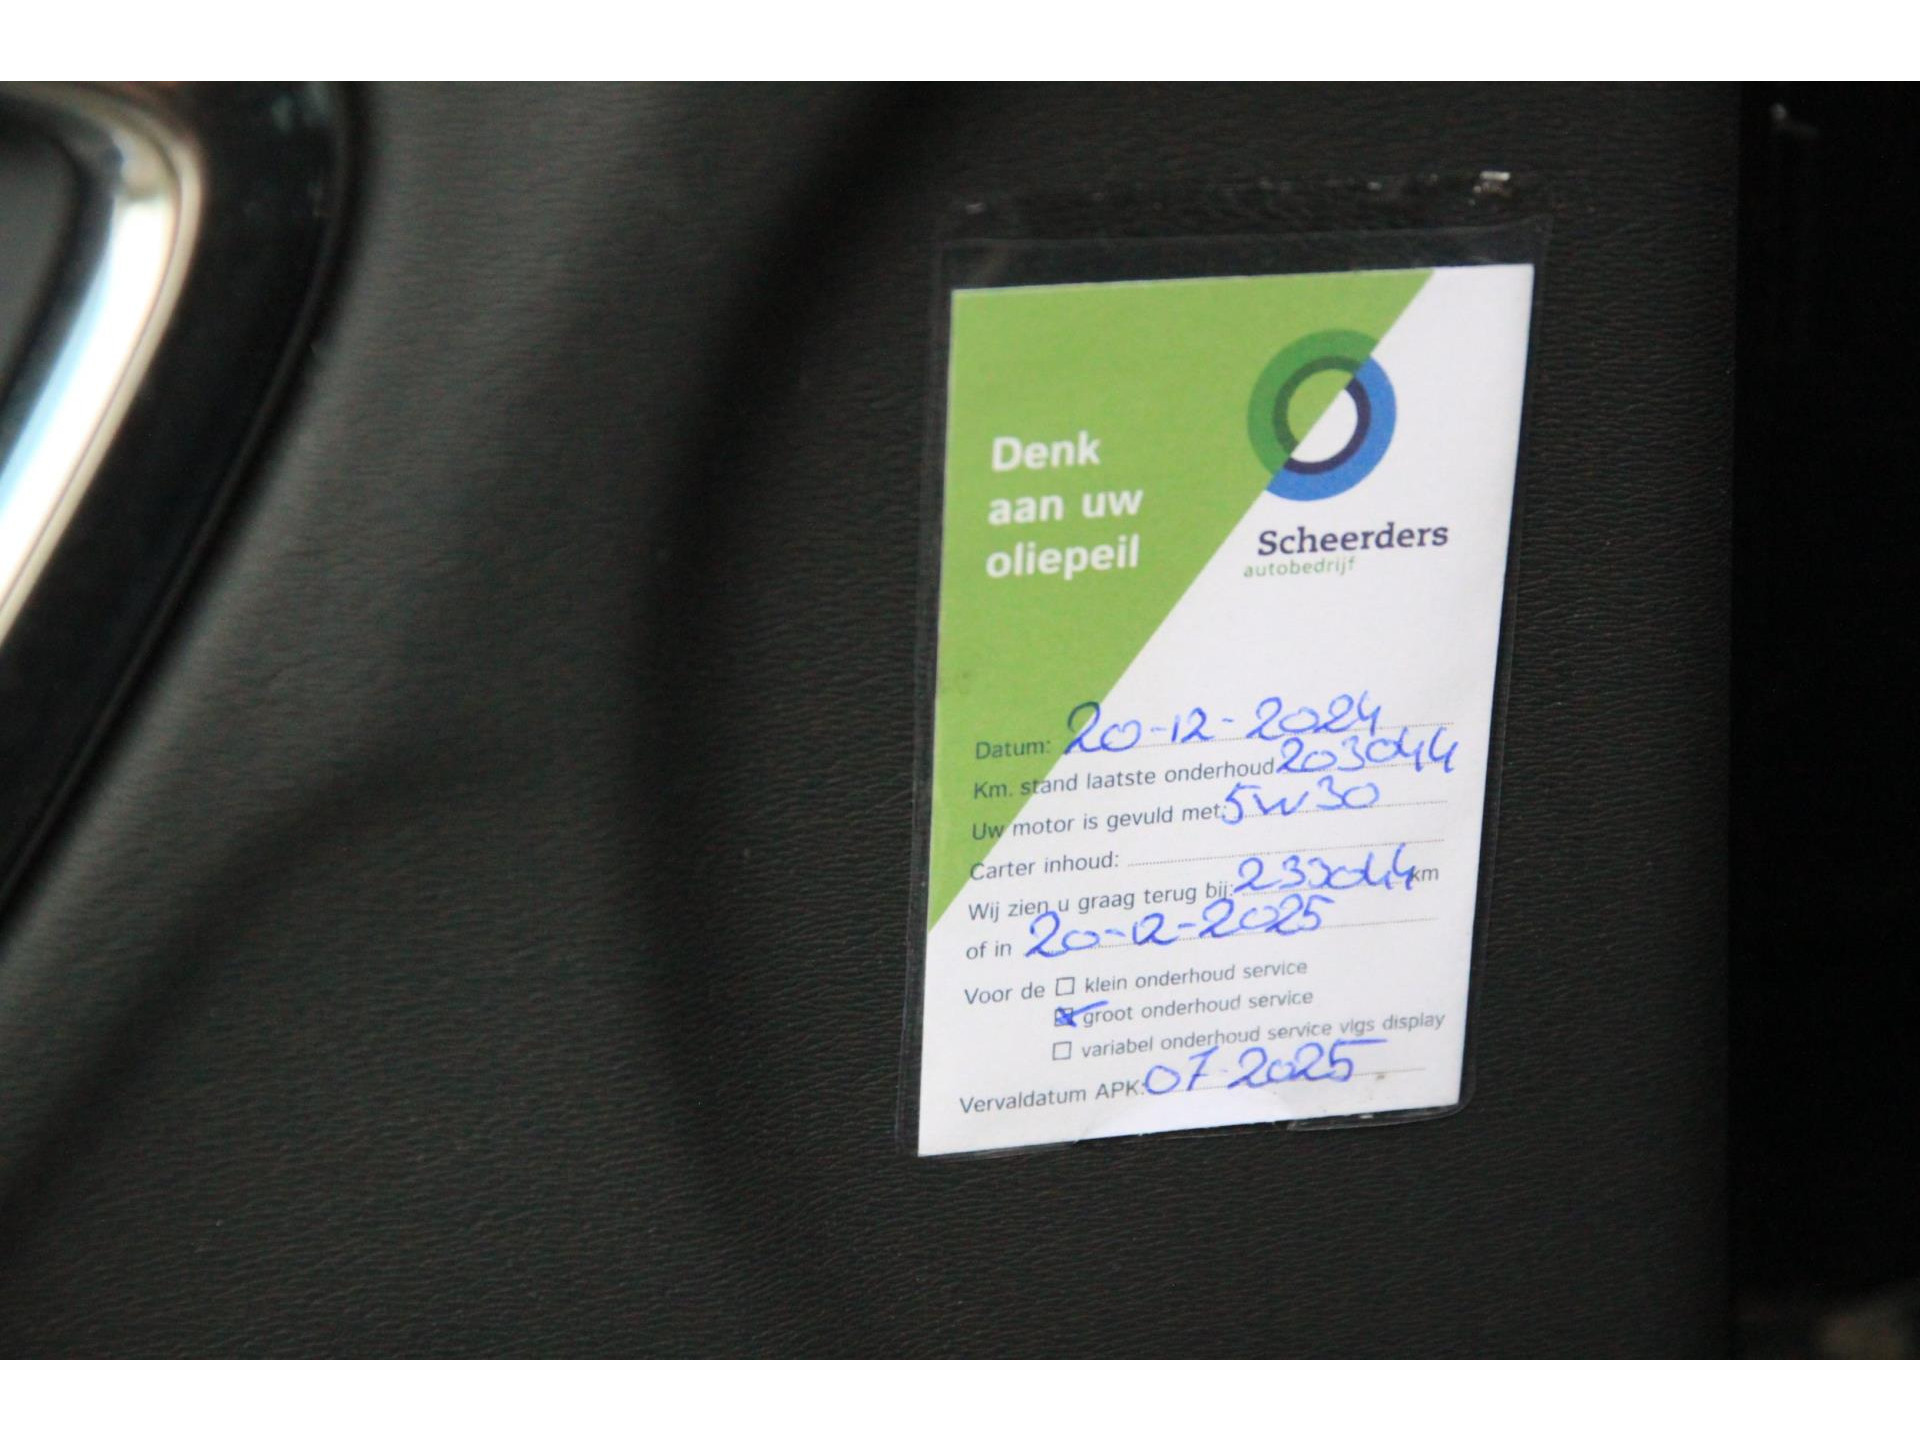 Denk
aan uw
oliepeil
Scheerders
autobedrijf
Datum: 20-12-2024
Km. stand laatste onderhoud 203044
Uw motor is gevuld met: 5W30
Carter inhoud:
Wij zien u graag terug bij: 233044 km
of in 20-12-2025
Voor de klein onderhoud service
groot onderhoud service
variabel onderhoud service vlgs display
Vervaldatum APK: 07-2025